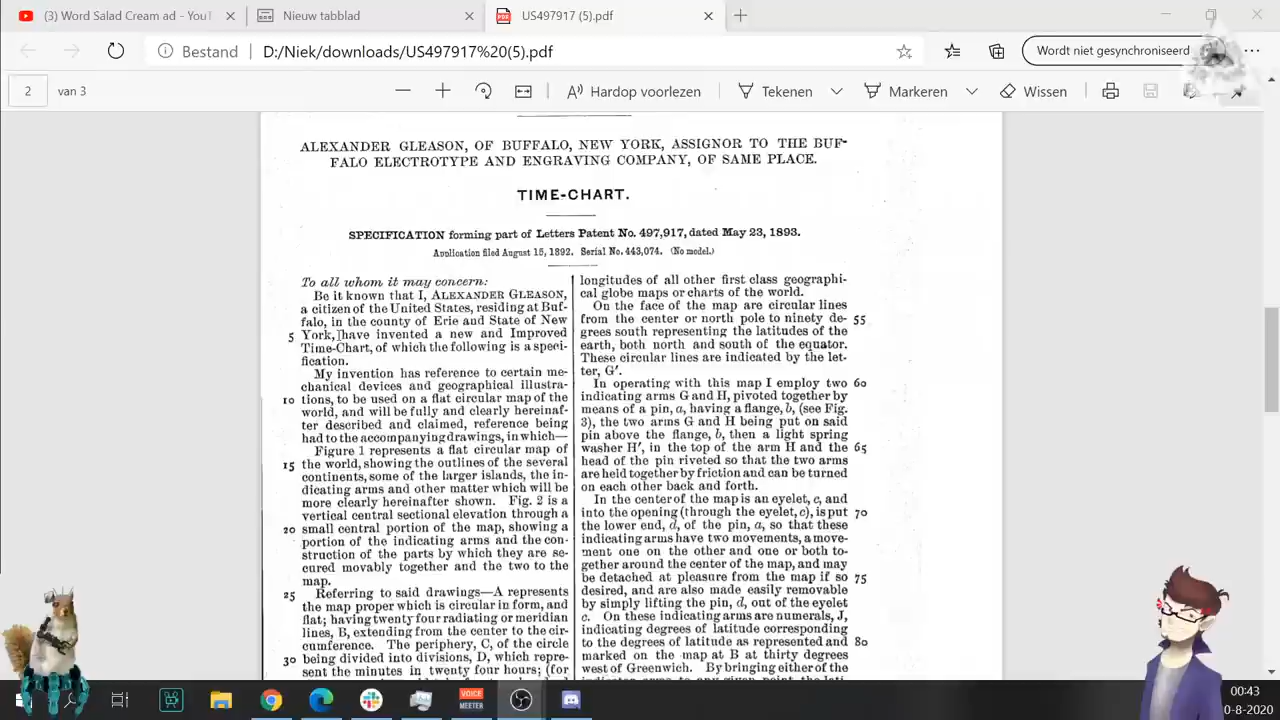 (3) Word Salad Cream ad - YouT
Nieuw tabblad
US497917 (5).pdf
Bestand
D:/Niek/downloads/US497917%20(5).pdf
Wordt niet gesynchroniseerd
2
van 3
Hardop voorlezen
Tekenen
Markeren
Wissen
ALEXANDER GLEASON, OF BUFFALO, NEW YORK, ASSIGNOR TO THE BUF-
FALO ELECTROTYPE AND ENGRAVING COMPANY, OF SAME PLACE.
TIME-CHART.
SPECIFICATION forming part of Letters Patent No. 497,917, dated May 23, 1893.
Application filed August 15, 1892. Serial No. 443,074. (No model.)
To all whom it may concern:
Be it known that I, ALEXANDER GLEASON,
a citizen of the United States, residing at Buf-
falo, in the county of Erie and State of New
5 York, have invented a new and Improved
Time-Chart, of which the following is a speci-
fication.
My invention has reference to certain me-
chanical devices and geographical illustra-
10 tions, to be used on a flat circular map of the
world, and will be fully and clearly hereinaf-
ter described and claimed, reference being
had to the accompanying drawings, in which—
Figure 1 represents a flat circular map of
15 the world, showing the outlines of the several
continents, some of the larger islands, the in-
dicating arms and other matter which will be
more clearly hereinafter shown. Fig. 2 is a
vertical central sectional elevation through a
20 small central portion of the map, showing a
portion of the indicating arms and the con-
struction of the parts by which they are se-
cured movably together and the two to the
map.
25 Referring to said drawings—A represents
the map proper which is circular in form, and
flat; having twenty four radiating or meridian
lines, B, extending from the center to the cir-
cumference. The periphery, C, of the circle
30 being divided into divisions, D, which repre-
sent the minutes in twenty four hours; (for
longitudes of all other first class geographi-
cal globe maps or charts of the world.
On the face of the map are circular lines
from the center or north pole to ninety de- 55
grees south representing the latitudes of the
earth, both north and south of the equator.
These circular lines are indicated by the let-
ter, G'.
In operating with this map I employ two 60
indicating arms G and H, pivoted together by
means of a pin, a, having a flange, b, (see Fig.
3), the two arms G and H being put on said
pin above the flange, b, then a light spring
washer H', in the top of the arm H and the 65
head of the pin riveted so that the two arms
are held together by friction and can be turned
on each other back and forth.
In the center of the map is an eyelet, c, and
into the opening (through the eyelet, c), is put 70
the lower end, d, of the pin, a, so that these
indicating arms have two movements, a move-
ment one on the other and one or both to-
gether around the center of the map, and may
be detached at pleasure from the map if so 75
desired, and are also made easily removable
by simply lifting the pin, d, out of the eyelet
c. On these indicating arms are numerals, J,
indicating degrees of latitude corresponding
to the degrees of latitude as represented and 80
marked on the map at B at thirty degrees
west of Greenwich. By bringing either of the
VOICE
MEETER
00:43
0-8-2020